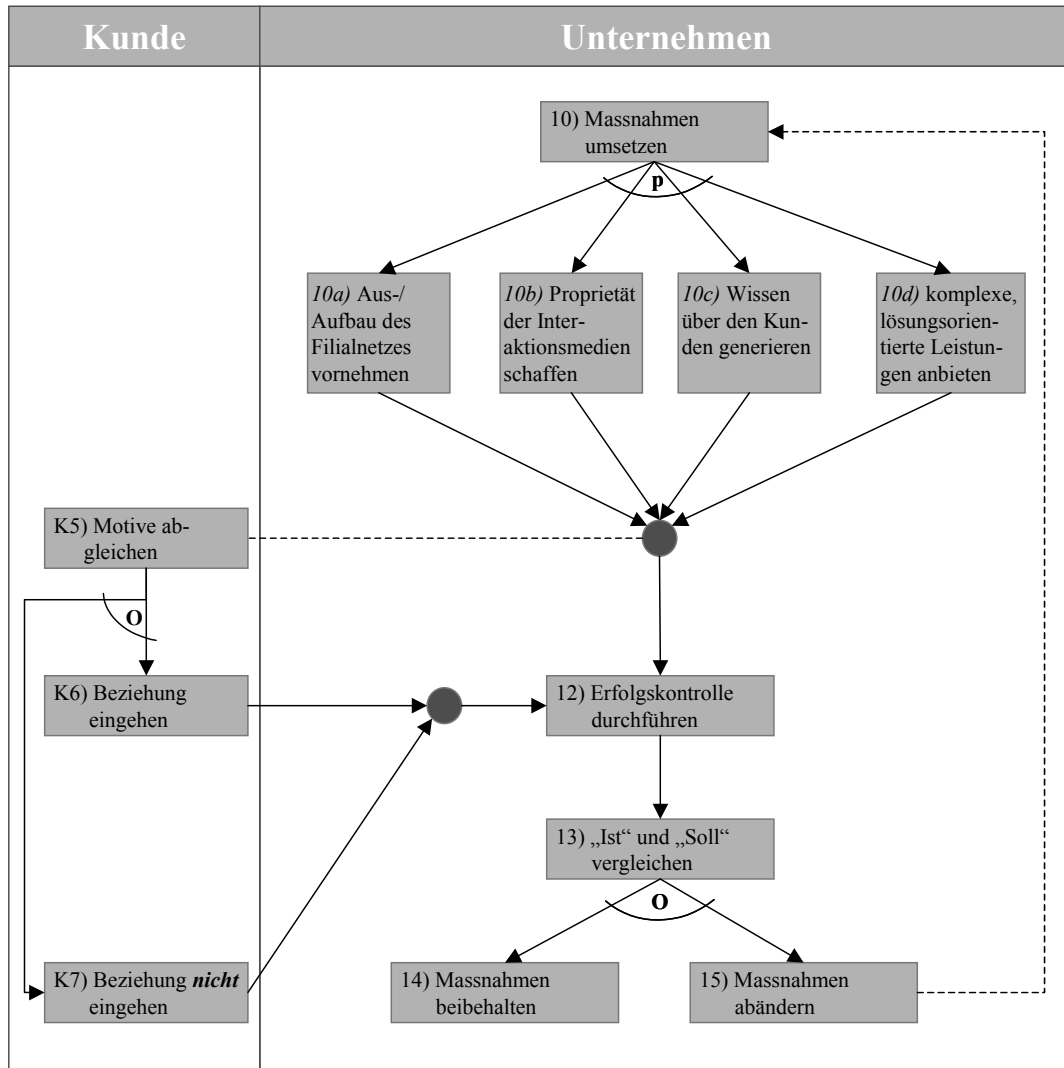 Kunde
Unternehmen
10) Massnahmen
umsetzen
p
10a) Aus-/
Aufbau des
Filialnetzes
vornehmen
10b) Proprietät
der Inter-
aktionsmedien
schaffen
10c) Wissen
über den Kun-
den generieren
10d) komplexe,
lösungsorien-
tierte Leistun-
gen anbieten
K5) Motive ab-
gleichen
O
K6) Beziehung
eingehen
12) Erfolgskontrolle
durchführen
13) „Ist“ und „Soll“
vergleichen
O
K7) Beziehung nicht
eingehen
14) Massnahmen
beibehalten
15) Massnahmen
abändern